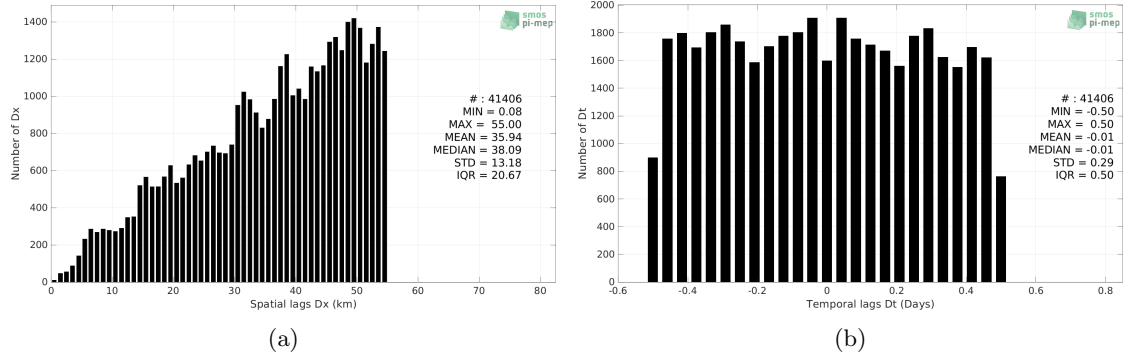 1400
1200
1000
800
600
400
200
0
Number of Dx
0 10 20 30 40 50 60 70 80
Spatial lags Dx (km)
smos
pi-mep
# : 41406
MIN = 0.08
MAX = 55.00
MEAN = 35.94
MEDIAN = 38.09
STD = 13.18
IQR = 20.67
(a)
2000
1800
1600
1400
1200
1000
800
600
400
200
0
Number of Dt
-0.6 -0.4 -0.2 0 0.2 0.4 0.6 0.8
Temporal lags Dt (Days)
smos
pi-mep
# : 41406
MIN = -0.50
MAX = 0.50
MEAN = -0.01
MEDIAN = -0.01
STD = 0.29
IQR = 0.50
(b)